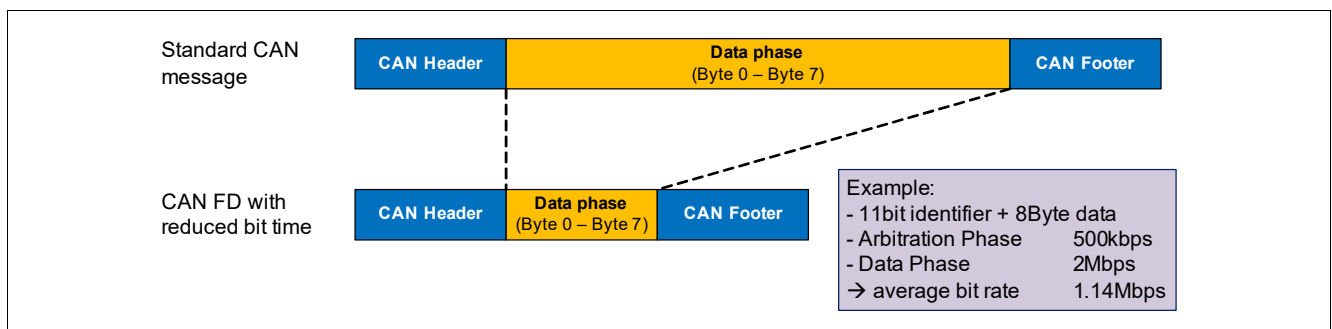 Standard CAN
message
CAN Header
Data phase
(Byte 0 – Byte 7)
CAN Footer
CAN FD with
reduced bit time
CAN Header
Data phase
(Byte 0 – Byte 7)
CAN Footer
Example:
- 11bit identifier + 8Byte data
- Arbitration Phase 500kbps
- Data Phase 2Mbps
→ average bit rate 1.14Mbps